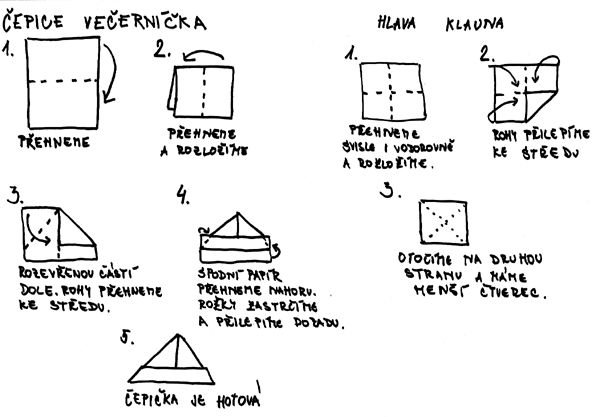 ČEPICE VEČERNÍČKA
1.
PŘEHNEME
2.
PŘEHNEME
A ROZLOŽÍME
3.
ROZEVŘENOU ČÁSTÍ
DOLE. ROHY PŘEHNEME
KE STŘEDU.
4.
SPODNÍ PAPÍR
PŘEHNEME NAHORU.
ROŽKY ZASTRČÍME
A PŘILEPÍME DOZADU.
5.
ČEPIČKA JE HOTOVÁ
HLAVA KLAUNA
1.
PŘEHNEME
SVISLE I VODOROVNĚ
A ROZLOŽÍME.
2.
ROHY PŘILEPÍME
KE STŘEDU
3.
OTOČÍME NA DRUHOU
STRANU A MÁME
MENŠÍ ČTVEREC.